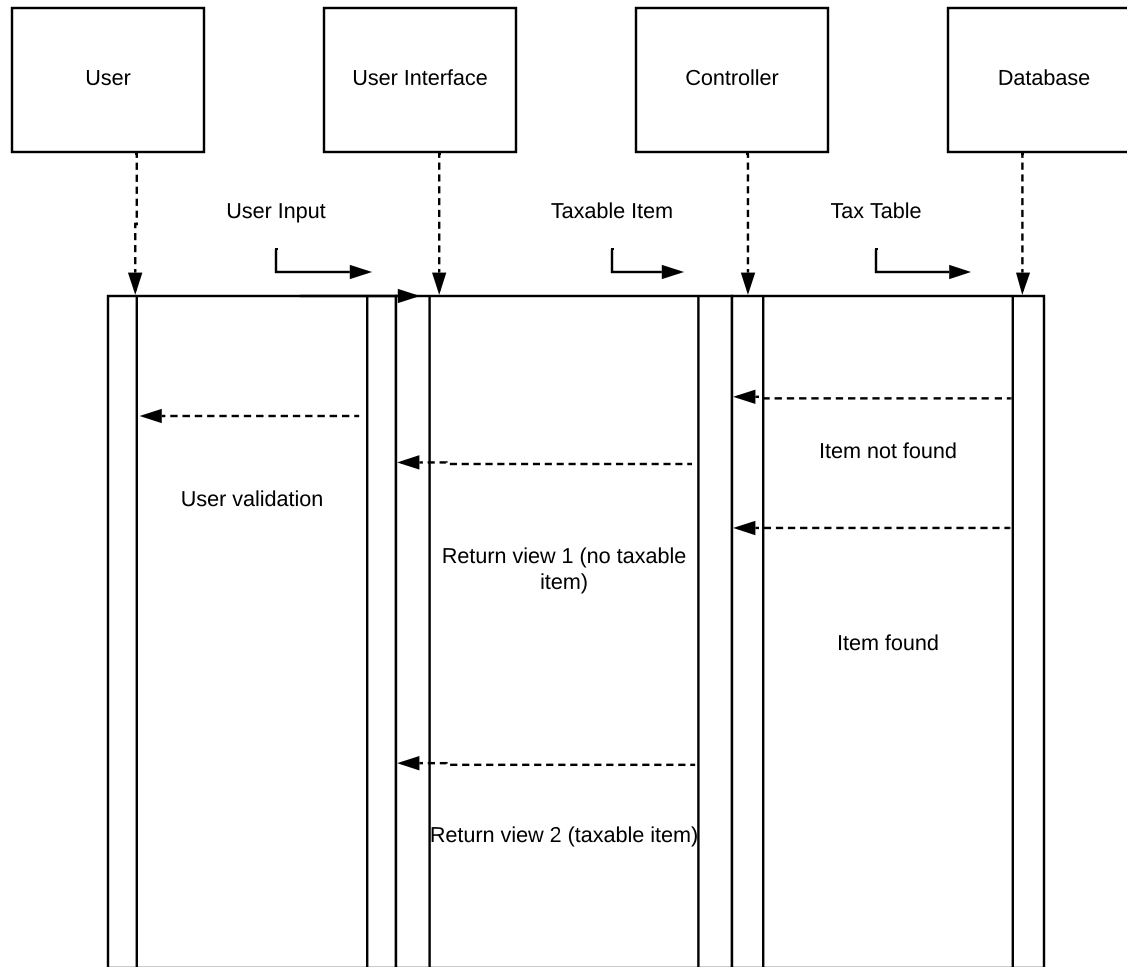 User
User Interface
Controller
Database
User Input
Taxable Item
Tax Table
Item not found
User validation
Return view 1 (no taxable
item)
Item found
Return view 2 (taxable item)